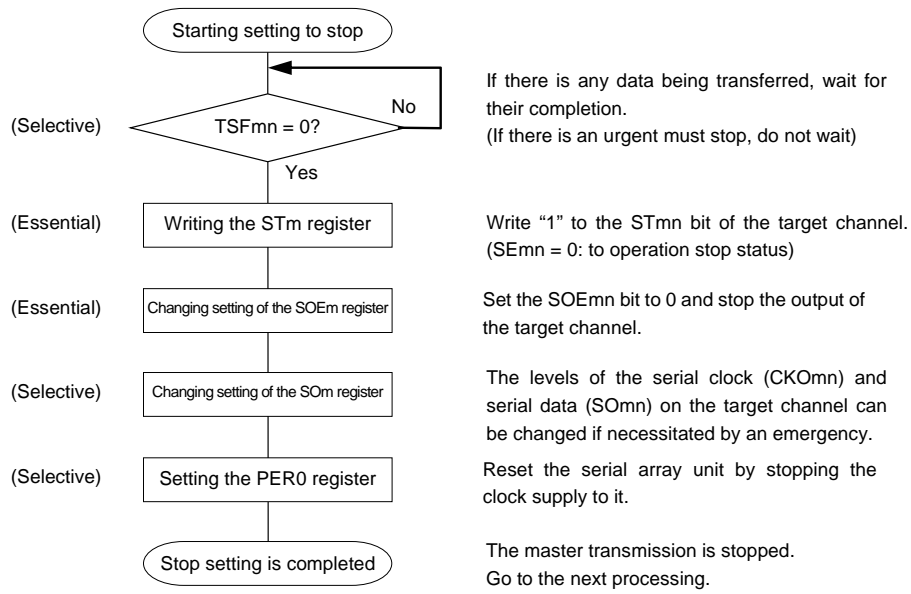 Starting setting to stop
No
If there is any data being transferred, wait for
their completion.
(If there is an urgent must stop, do not wait)
(Selective)
TSFmn = 0?
Yes
(Essential)
Writing the STm register
Write “1” to the STmn bit of the target channel.
(SEmn = 0: to operation stop status)
(Essential)
Changing setting of the SOEm register
Set the SOEmn bit to 0 and stop the output of
the target channel.
(Selective)
Changing setting of the SOm register
The levels of the serial clock (CKOmn) and
serial data (SOmn) on the target channel can
be changed if necessitated by an emergency.
(Selective)
Setting the PER0 register
Reset the serial array unit by stopping the
clock supply to it.
Stop setting is completed
The master transmission is stopped.
Go to the next processing.